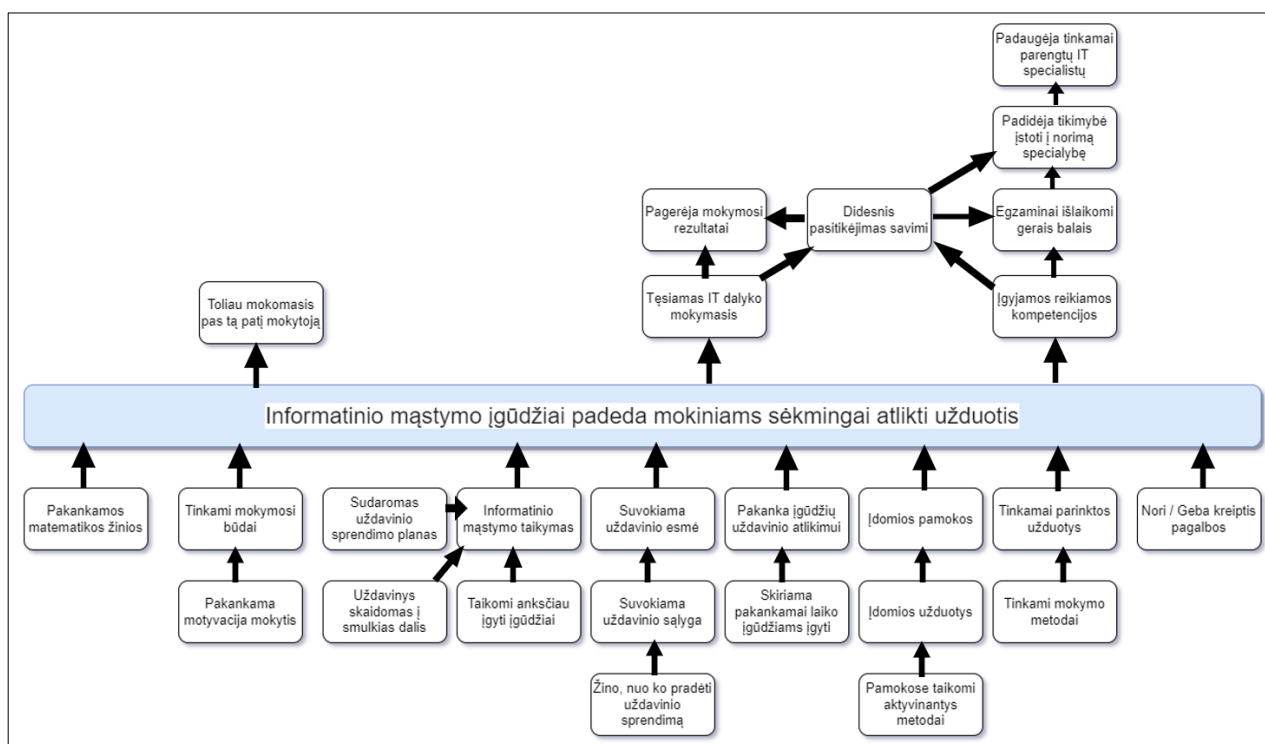 Padaugėja tinkamai
parengtų IT
specialistų
Padidėja tikimybė
įstoti į norimą
specialybę
Pagerėja mokymosi
rezultatai
Didesnis
pasitikėjimas savimi
Egzaminai išlaikomi
gerais balais
Toliau mokomasis
pas tą patį mokytoją
Tęsiamas IT dalyko
mokymasis
Įgyjamos reikiamos
kompetencijos
Informatinio mąstymo įgūdžiai padeda mokiniams sėkmingai atlikti užduotis
Pakankamos
matematikos žinios
Tinkami mokymosi
būdai
Sudaromas
uždavinio
sprendimo planas
Informatinio
mąstymo taikymas
Suvokiama
uždavinio esmė
Pakanka įgūdžių
uždavinio atlikimui
Įdomios pamokos
Tinkamai parinktos
užduotys
Nori / Geba kreiptis
pagalbos
Pakankama
motyvacija mokytis
Uždavinys
skaidomas į
smulkias dalis
Taikomi anksčiau
įgyti įgūdžiai
Suvokiama
uždavinio sąlyga
Skiriama
pakankamai laiko
įgūdžiams įgyti
Įdomios užduotys
Tinkami mokymo
metodai
Žino, nuo ko pradėti
uždavinio
sprendimą
Pamokose taikomi
aktyvinantys
metodai